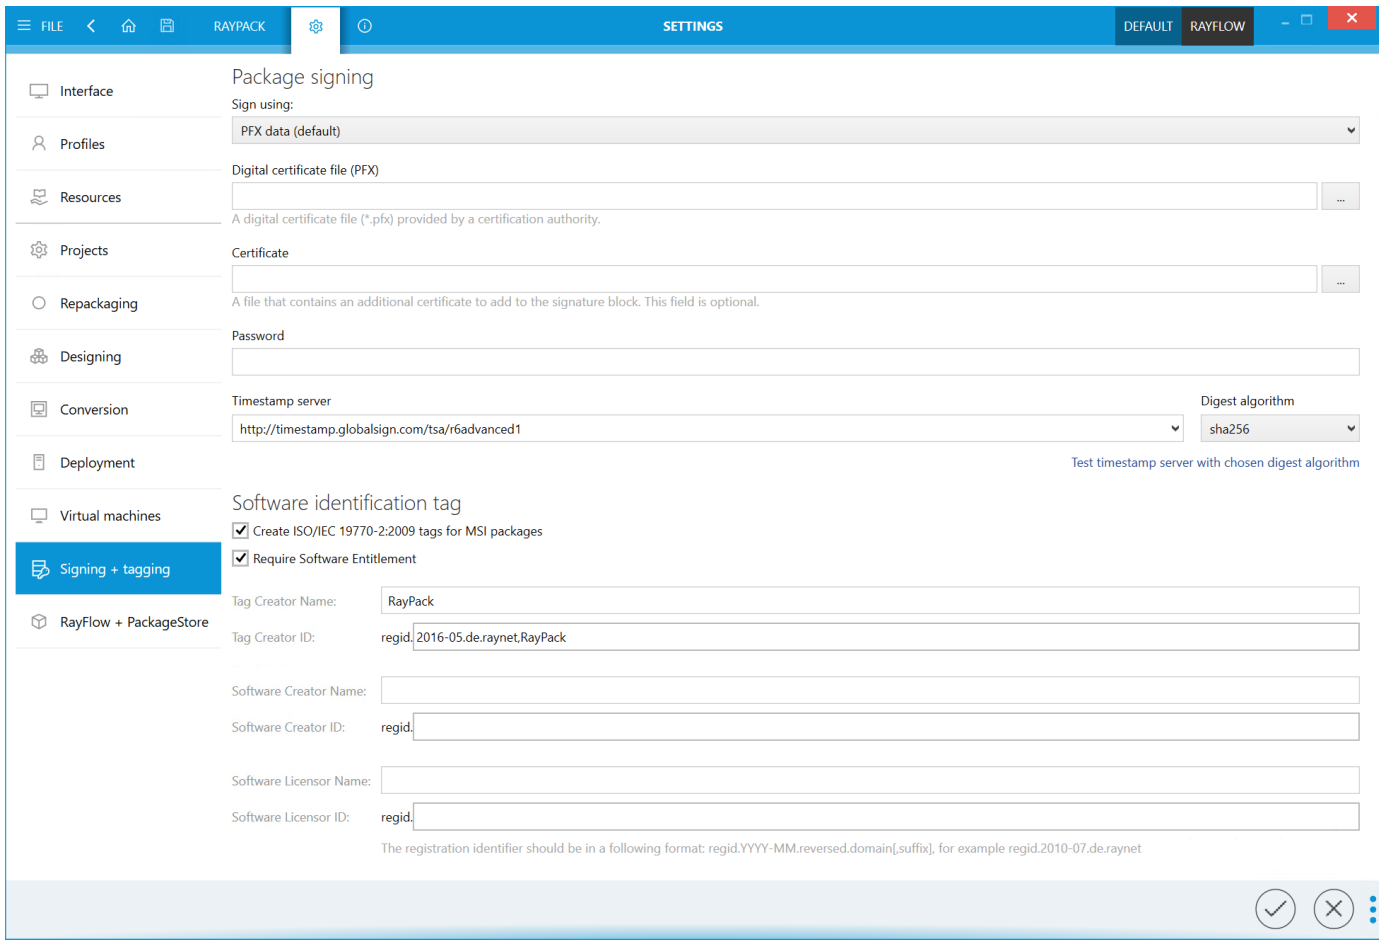 FILE
RAYPACK
SETTINGS
DEFAULT
RAYFLOW
Interface
Profiles
Resources
Projects
Repackaging
Designing
Conversion
Deployment
Virtual machines
Signing + tagging
RayFlow + PackageStore
Package signing
Sign using:
PFX data (default)
Digital certificate file (PFX)
...
A digital certificate file (*.pfx) provided by a certification authority.
Certificate
...
A file that contains an additional certificate to add to the signature block. This field is optional.
Password
Timestamp server
Digest algorithm
http://timestamp.globalsign.com/tsa/r6advanced1
sha256
Test timestamp server with chosen digest algorithm
Software identification tag
Create ISO/IEC 19770-2:2009 tags for MSI packages
Require Software Entitlement
Tag Creator Name: RayPack
Tag Creator ID: regid. 2016-05.de.raynet,RayPack
Software Creator Name:
Software Creator ID: regid.
Software Licensor Name:
Software Licensor ID: regid.
The registration identifier should be in a following format: regid.YYYY-MM.reversed.domain[,suffix], for example regid.2010-07.de.raynet